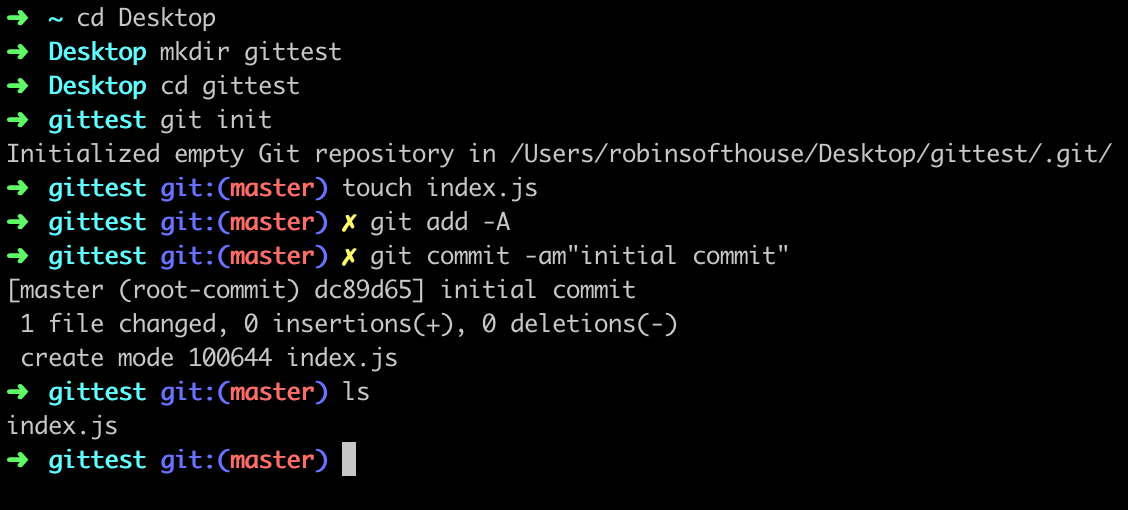 ➜ ~ cd Desktop
➜ Desktop mkdir gittest
➜ Desktop cd gittest
➜ gittest git init
Initialized empty Git repository in /Users/robinsofthouse/Desktop/gittest/.git/
➜ gittest git:(master) touch index.js
➜ gittest git:(master) ✗ git add -A
➜ gittest git:(master) ✗ git commit -am"initial commit"
[master (root-commit) dc89d65] initial commit
 1 file changed, 0 insertions(+), 0 deletions(-)
 create mode 100644 index.js
➜ gittest git:(master) ls
index.js
➜ gittest git:(master)